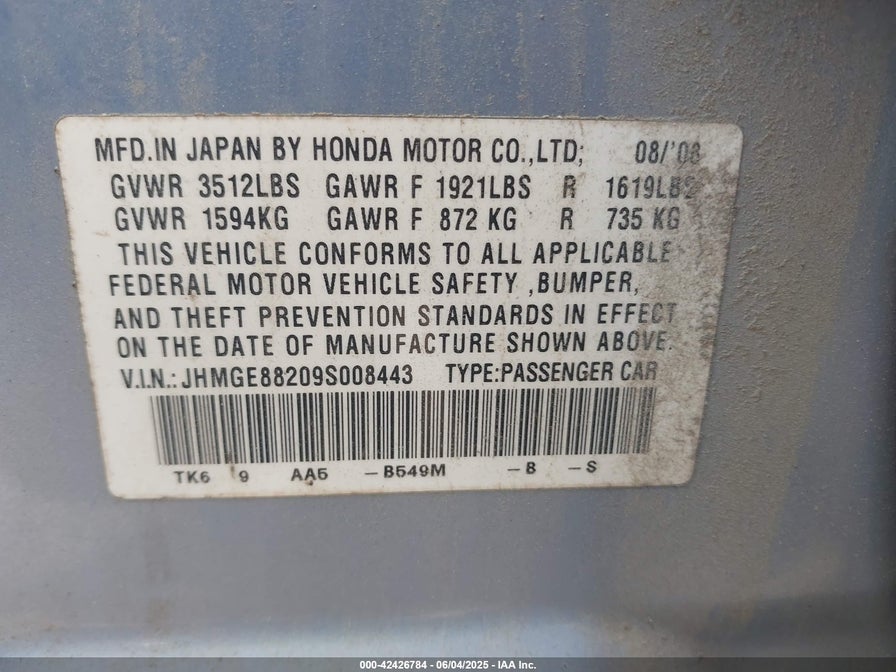 MFD.IN JAPAN BY HONDA MOTOR CO.,LTD; 08/'08
GVWR 3512LBS GAWR F 1921LBS R 1619LBS
GVWR 1594KG GAWR F 872 KG R 735 KG
THIS VEHICLE CONFORMS TO ALL APPLICABLE
FEDERAL MOTOR VEHICLE SAFETY ,BUMPER,
AND THEFT PREVENTION STANDARDS IN EFFECT
ON THE DATE OF MANUFACTURE SHOWN ABOVE.
V.I.N.:JHMGE88209S008443 TYPE:PASSENGER CAR
TK6 9 AA5 -B549M -B -S
000-42426784 - 06/04/2025 - IAA Inc.